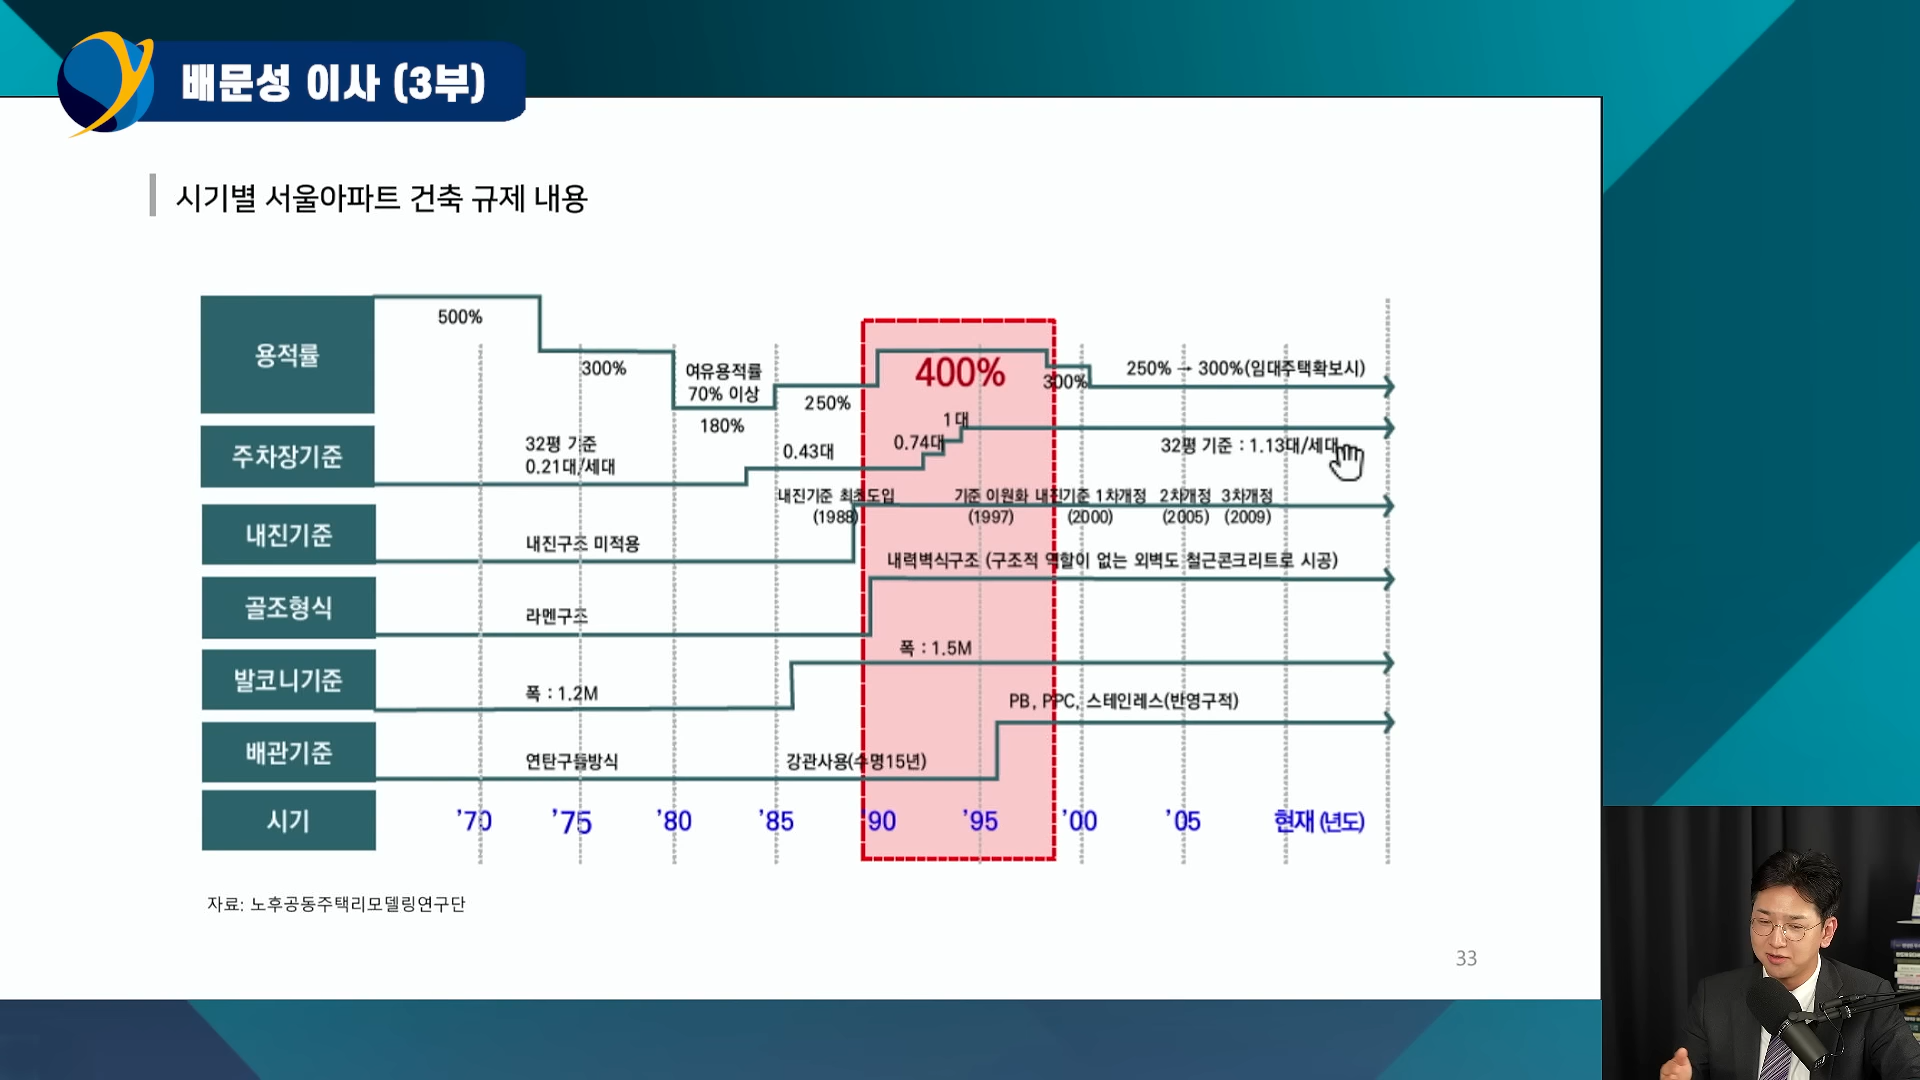 배문성 이사 (3부)
시기별 서울아파트 건축 규제 내용
용적률
500%
300%
여유용적률
70% 이상
180%
250%
400%
300%
250% → 300%(임대주택확보시)
주차장기준
32평 기준
0.21대/세대
0.43대
0.74대
1대
32평 기준 : 1.13대/세대
내진기준
내진구조 미적용
내진기준 최초도입
(1988)
기준 이원화
(1997)
내진기준 1차개정
(2000)
2차개정
(2005)
3차개정
(2009)
골조형식
라멘구조
내력벽식구조 (구조적 역할이 없는 외벽도 철근콘크리트로 시공)
발코니기준
폭 : 1.2M
폭 : 1.5M
배관기준
연탄구들방식
강관사용(수명15년)
PB, PPC, 스테인레스(반영구적)
시기
'70
'75
'80
'85
'90
'95
'00
'05
현재 (년도)
자료: 노후공동주택리모델링연구단
33